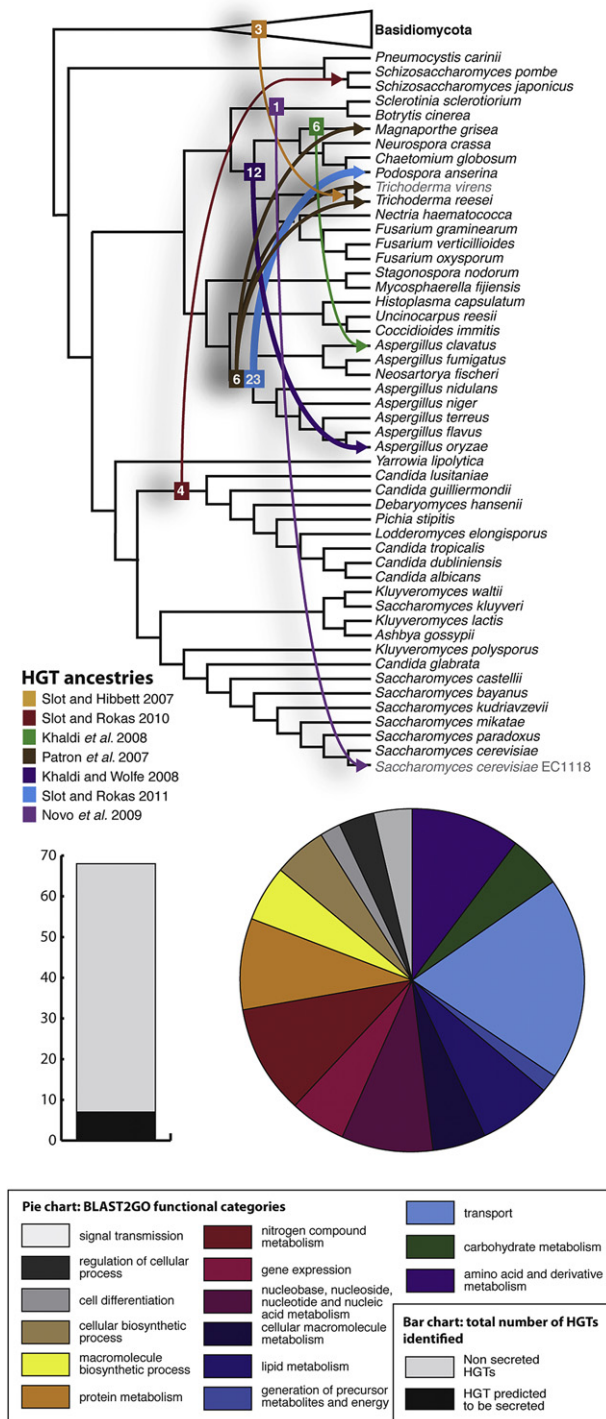 3
Basidiomycota
Pneumocystis carinii
Schizosaccharomyces pombe
Schizosaccharomyces japonicus
Sclerotinia sclerotiorium
1
Botrytis cinerea
6
Magnaporthe grisea
Neurospora crassa
Chaetomium globosum
12
Podospora anserina
Trichoderma virens
Trichoderma reesei
Nectria haematococca
Fusarium graminearum
Fusarium verticillioides
Fusarium oxysporum
Stagonospora nodorum
Mycosphaerella fijiensis
Histoplasma capsulatum
Uncinocarpus reesii
Coccidioides immitis
Aspergillus clavatus
Aspergillus fumigatus
6 23
Neosartorya fischeri
Aspergillus nidulans
Aspergillus niger
Aspergillus terreus
Aspergillus flavus
Aspergillus oryzae
Yarrowia lipolytica
Candida lusitaniae
4
Candida guilliermondii
Debaryomyces hansenii
Pichia stipitis
Lodderomyces elongisporus
Candida tropicalis
Candida dubliniensis
Candida albicans
Kluyveromyces waltii
Saccharomyces kluyveri
Kluyveromyces lactis
Ashbya gossypii
Kluyveromyces polysporus
Candida glabrata
Saccharomyces castellii
Saccharomyces bayanus
Saccharomyces kudriavzevii
Saccharomyces mikatae
Saccharomyces paradoxus
Saccharomyces cerevisiae
Saccharomyces cerevisiae EC1118
HGT ancestries
Slot and Hibbett 2007
Slot and Rokas 2010
Khaldi et al. 2008
Patron et al. 2007
Khaldi and Wolfe 2008
Slot and Rokas 2011
Novo et al. 2009
70
60
50
40
30
20
10
0
Pie chart: BLAST2GO functional categories
signal transmission
regulation of cellular
process
cell differentiation
cellular biosynthetic
process
macromolecule
biosynthetic process
protein metabolism
nitrogen compound
metabolism
gene expression
nucleobase, nucleoside,
nucleotide and nucleic
acid metabolism
cellular macromolecule
metabolism
lipid metabolism
generation of precursor
metabolites and energy
transport
carbohydrate metabolism
amino acid and derivative
metabolism
Bar chart: total number of HGTs
identified
Non secreted
HGTs
HGT predicted
to be secreted